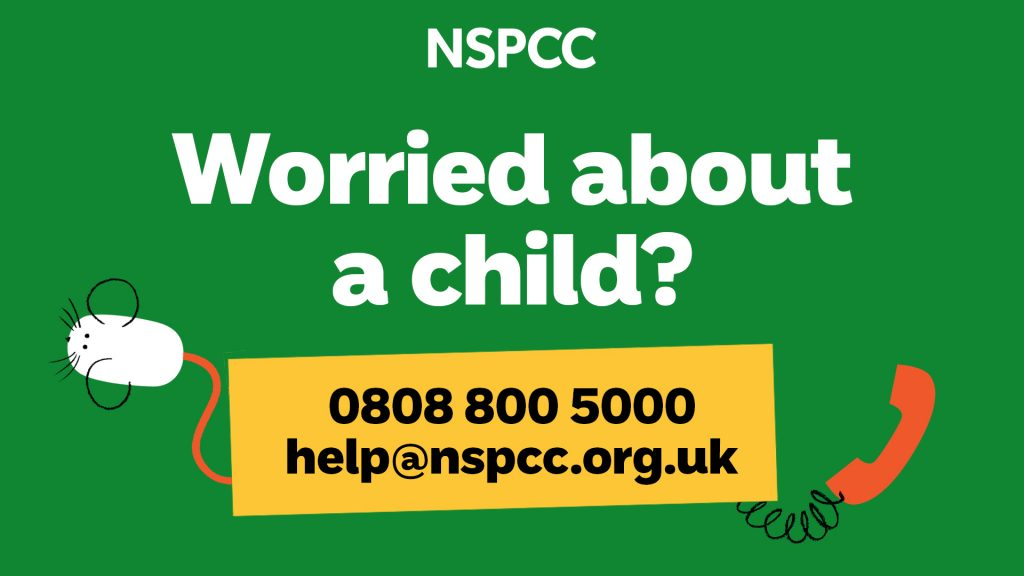 NSPCC
Worried about
a child?
0808 800 5000
help@nspcc.org.uk